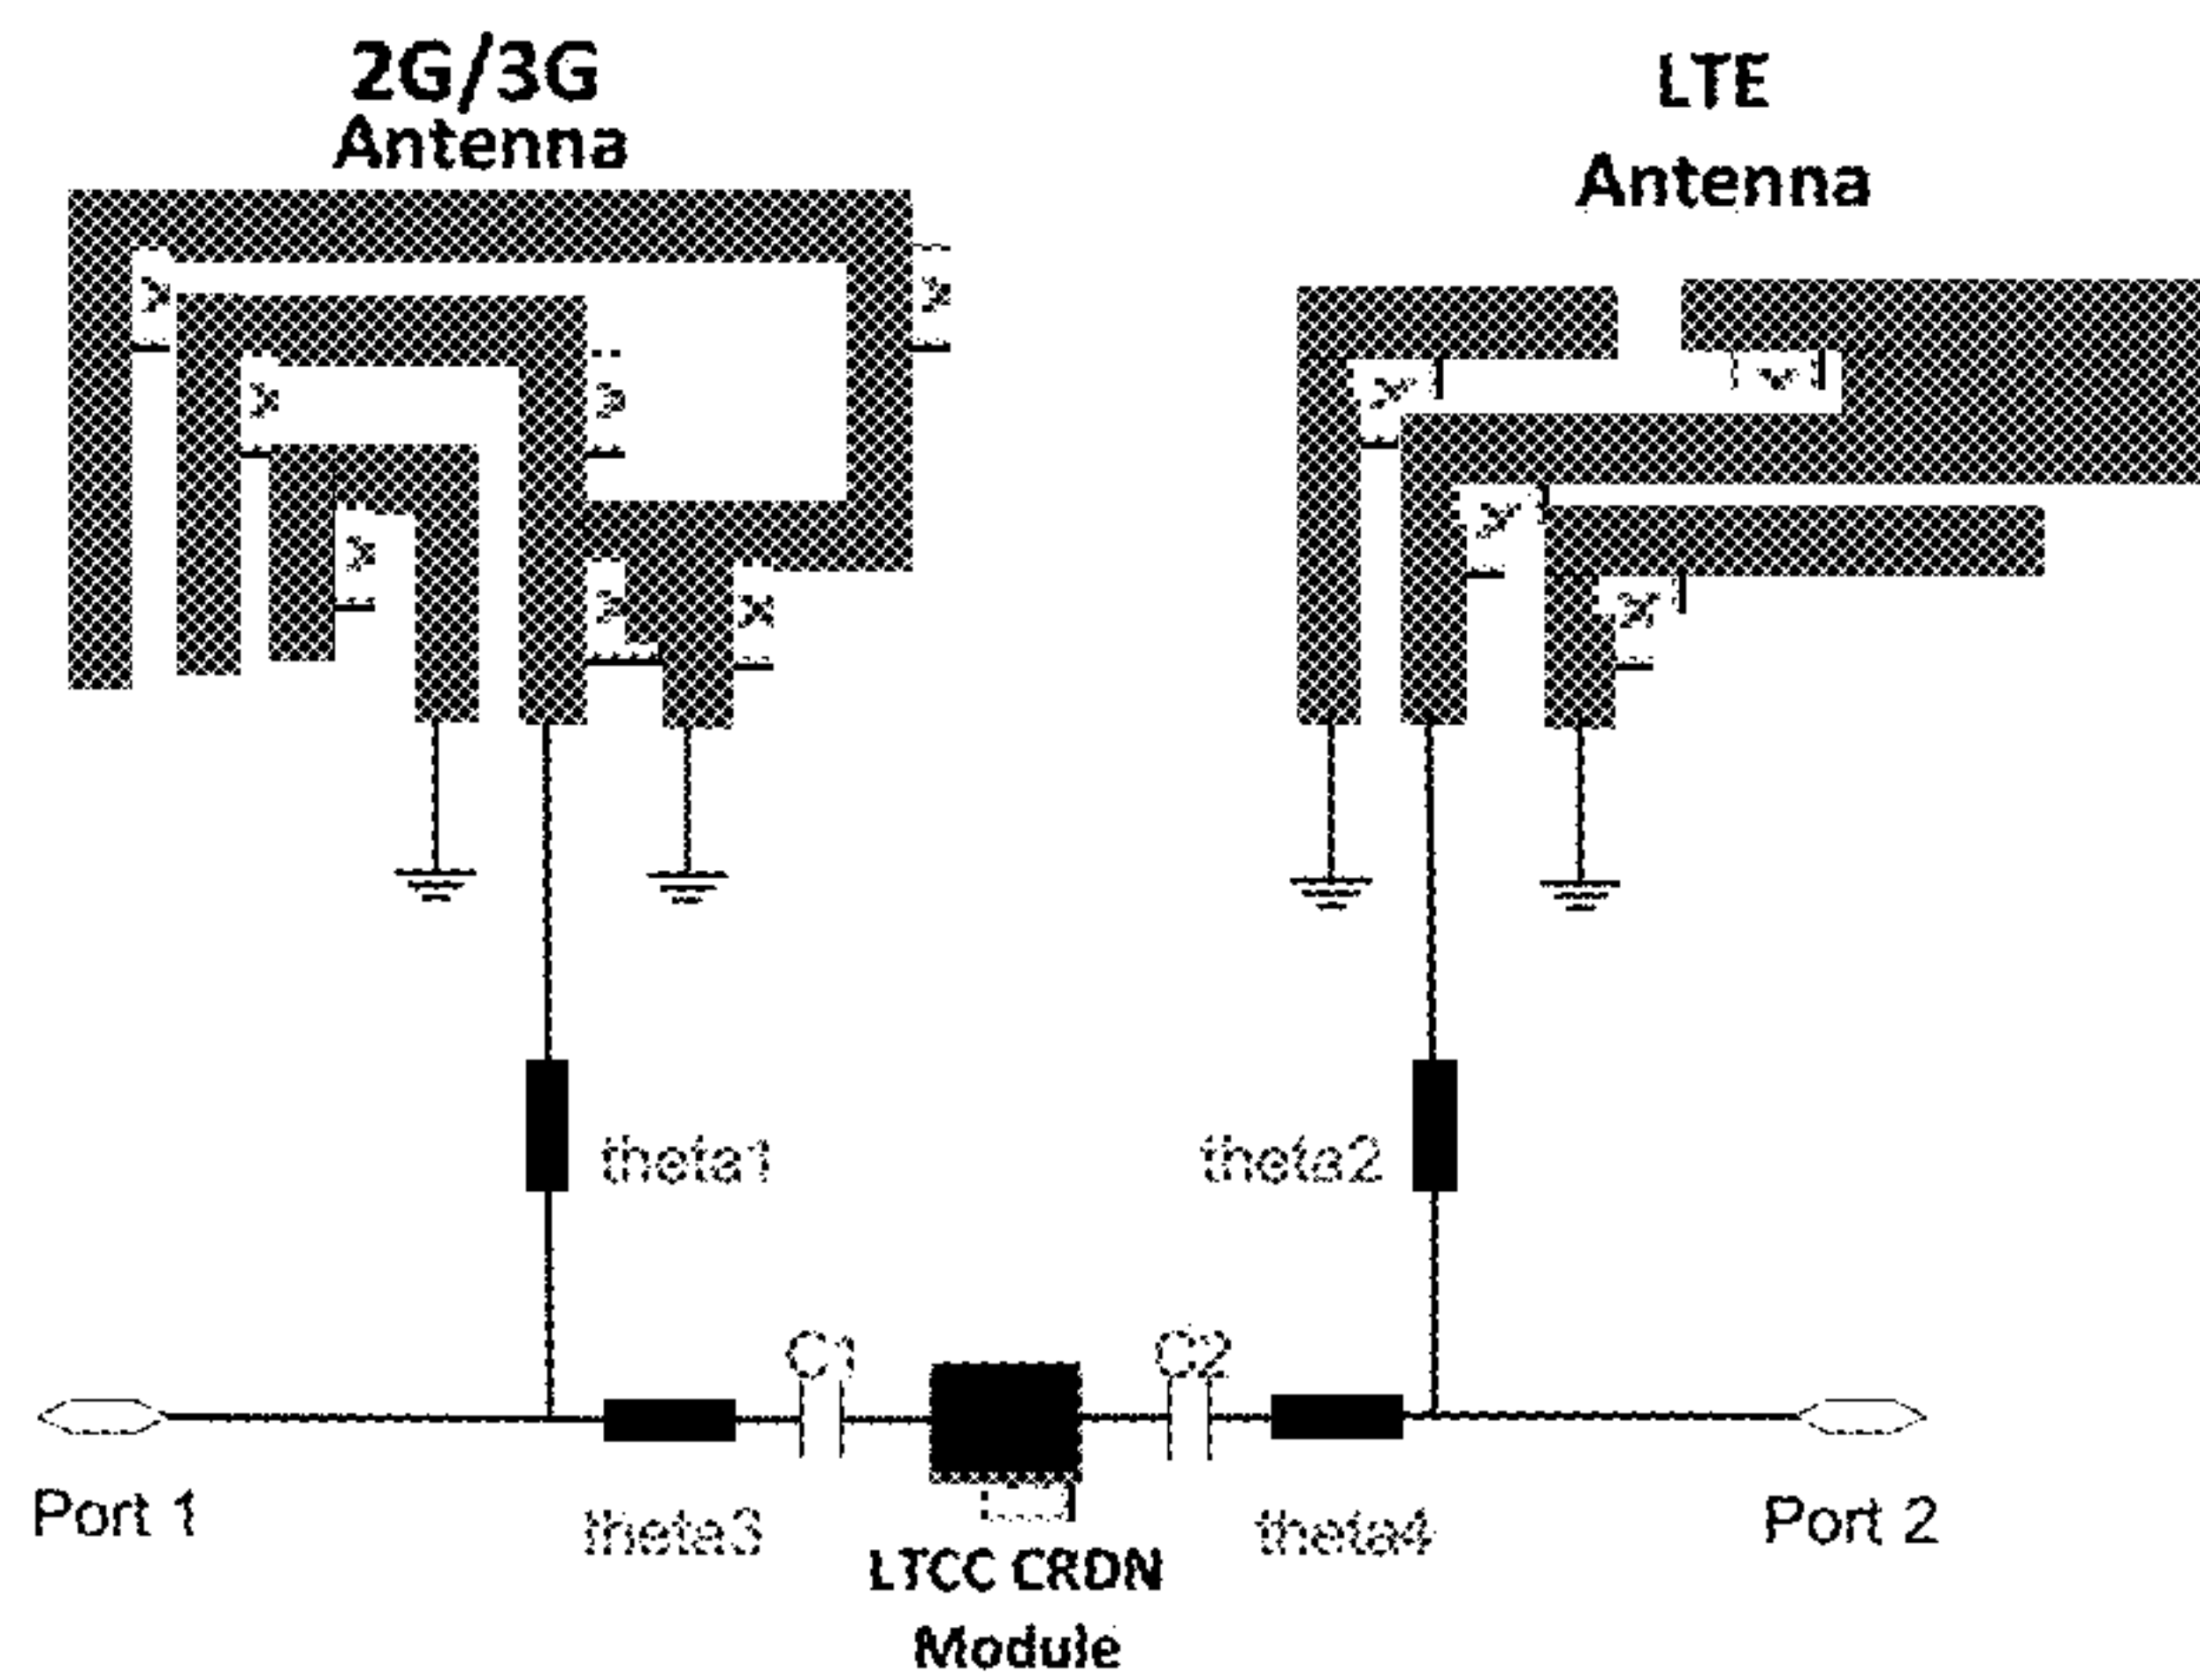 2G/3G
Antenna
LTE
Antenna
theta1
theta2
C1
C2
Port 1
theta3
theta4
Port 2
LTCC CRDN
Module